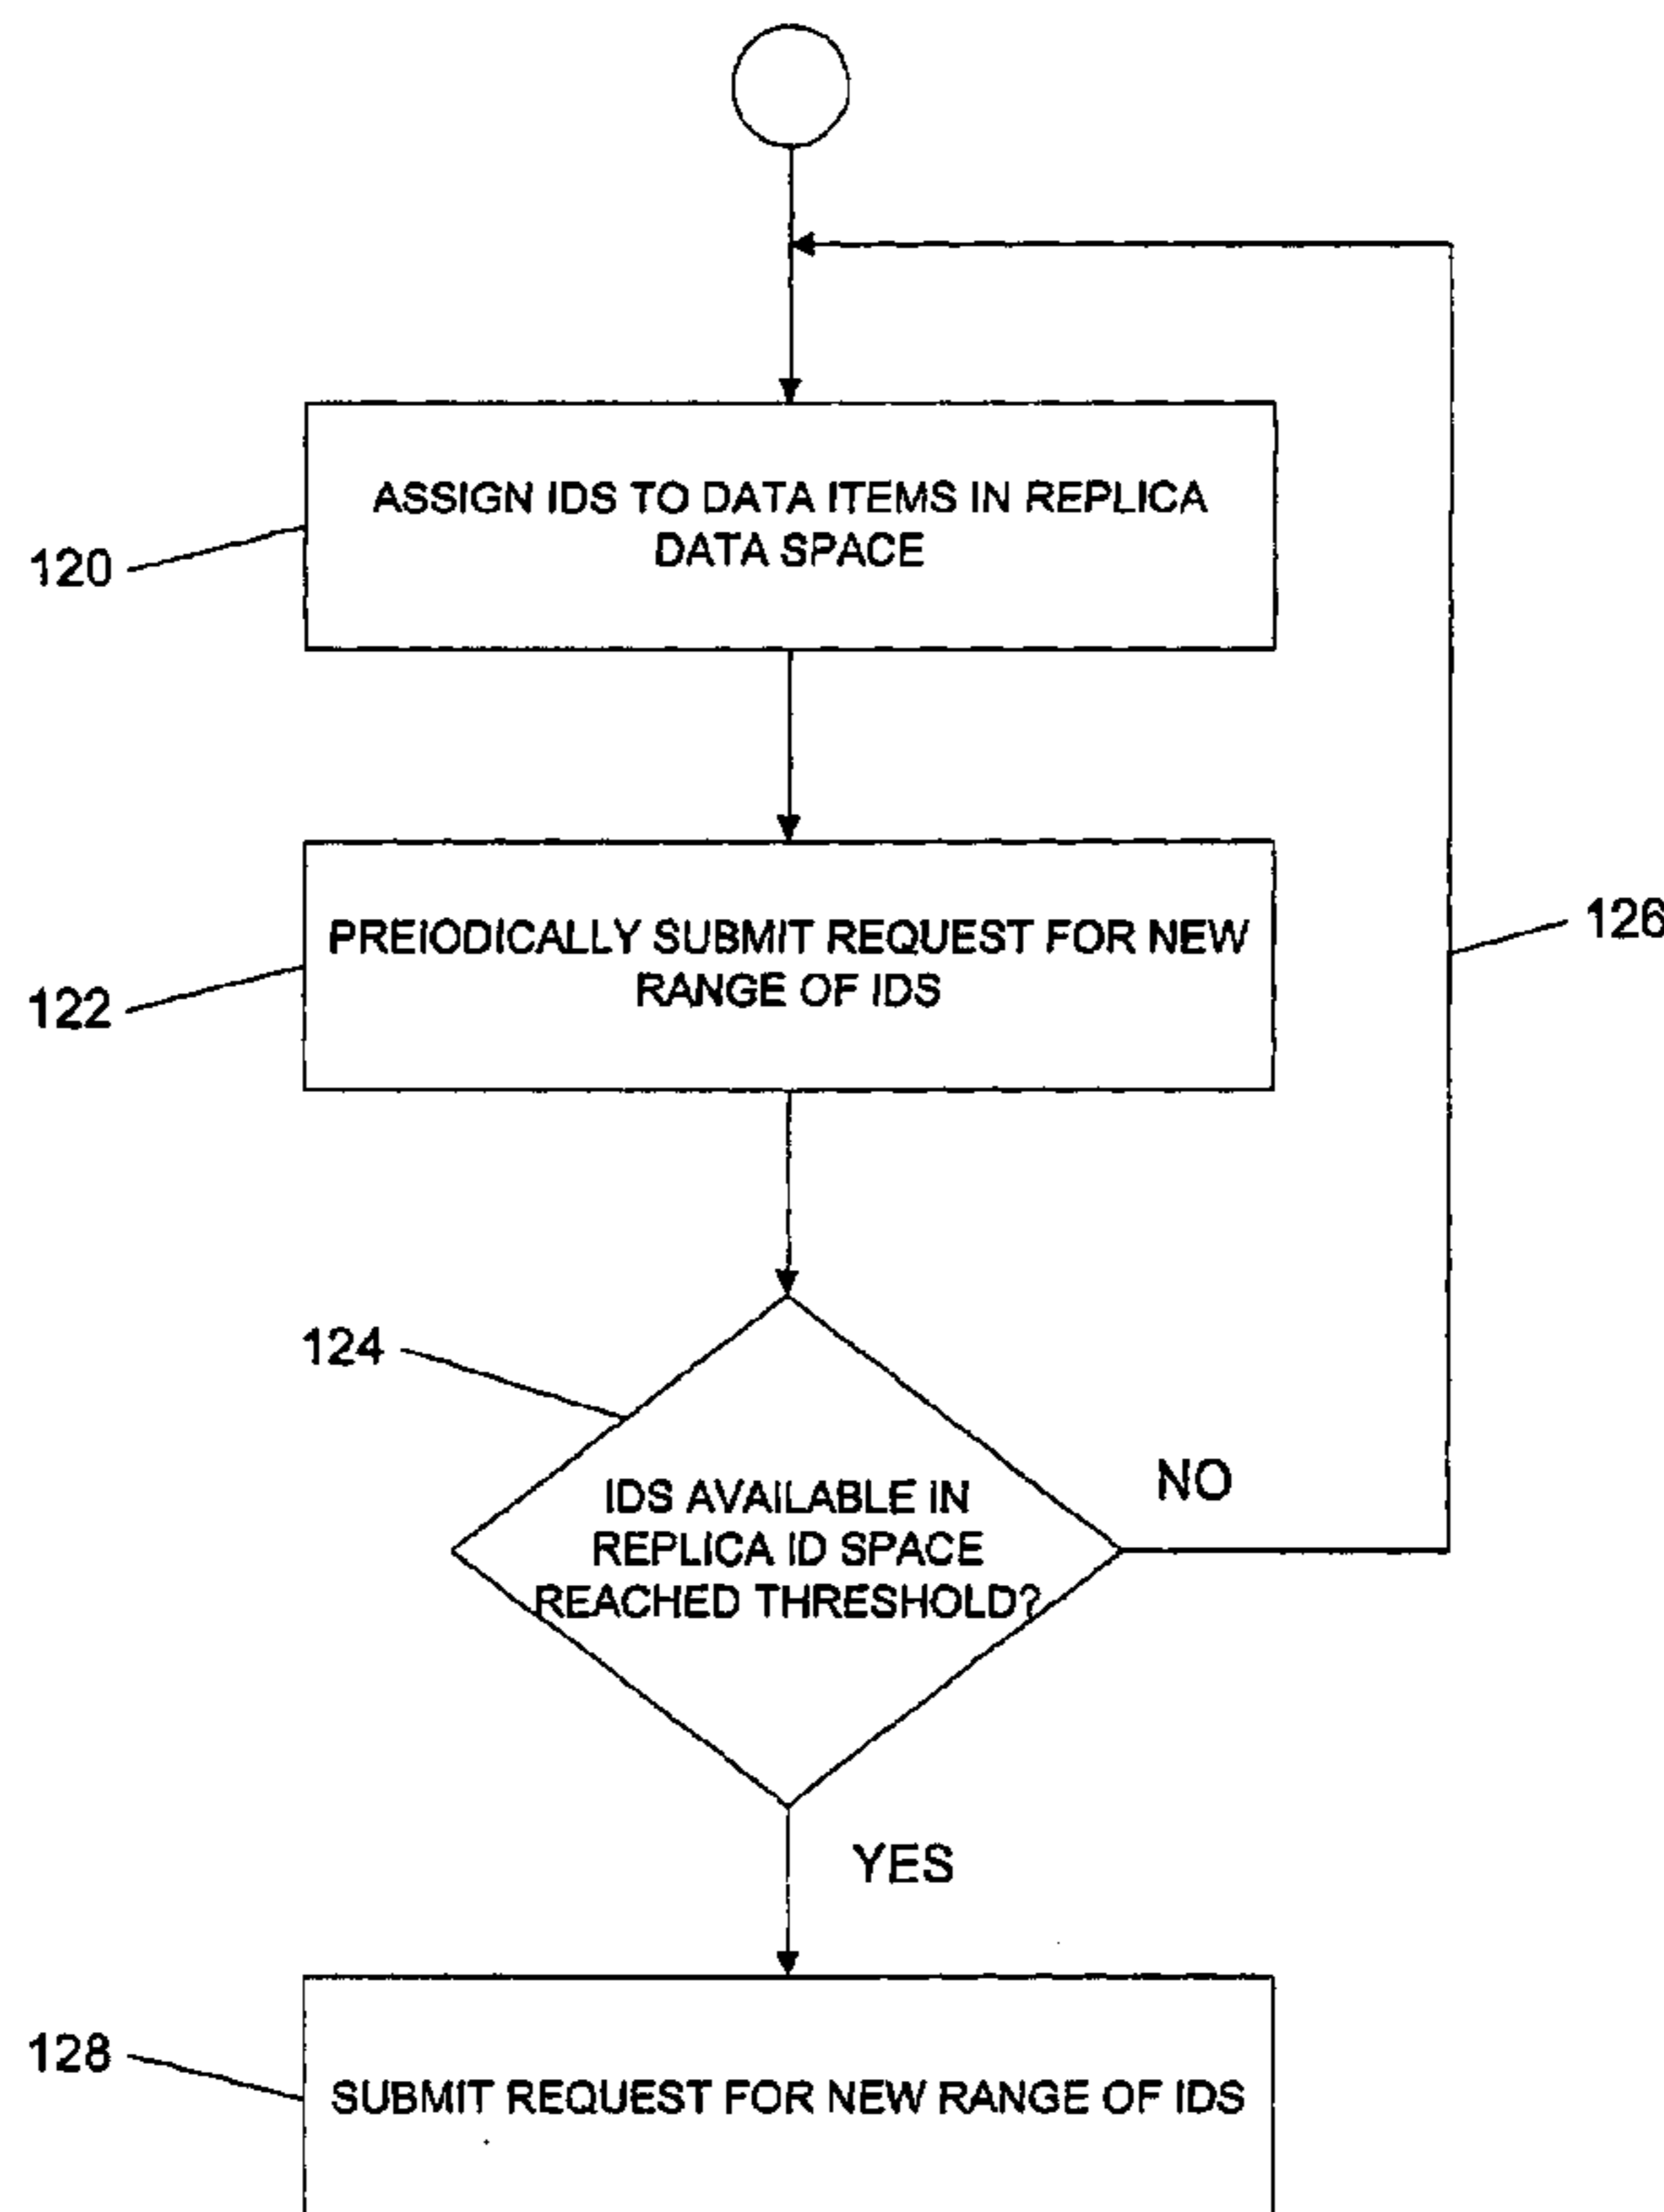 ASSIGN IDS TO DATA ITEMS IN REPLICA
DATA SPACE
120
PREIODICALLY SUBMIT REQUEST FOR NEW
RANGE OF IDS
126
122
124
IDS AVAILABLE IN
REPLICA ID SPACE
REACHED THRESHOLD?
NO
YES
128
SUBMIT REQUEST FOR NEW RANGE OF IDS